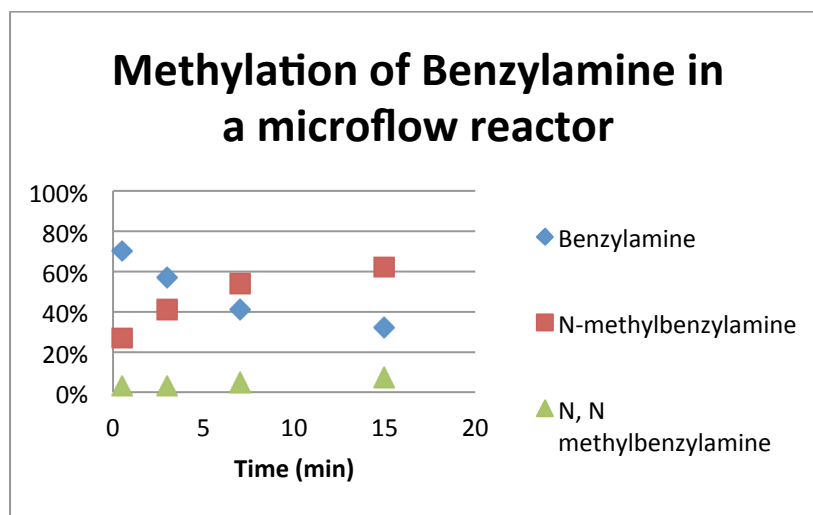 Methylation of Benzylamine in
a microflow reactor
100%
80%
60%
40%
20%
0%
0 5 10 15 20
Time (min)
Benzylamine
N-methylbenzylamine
N, N
methylbenzylamine